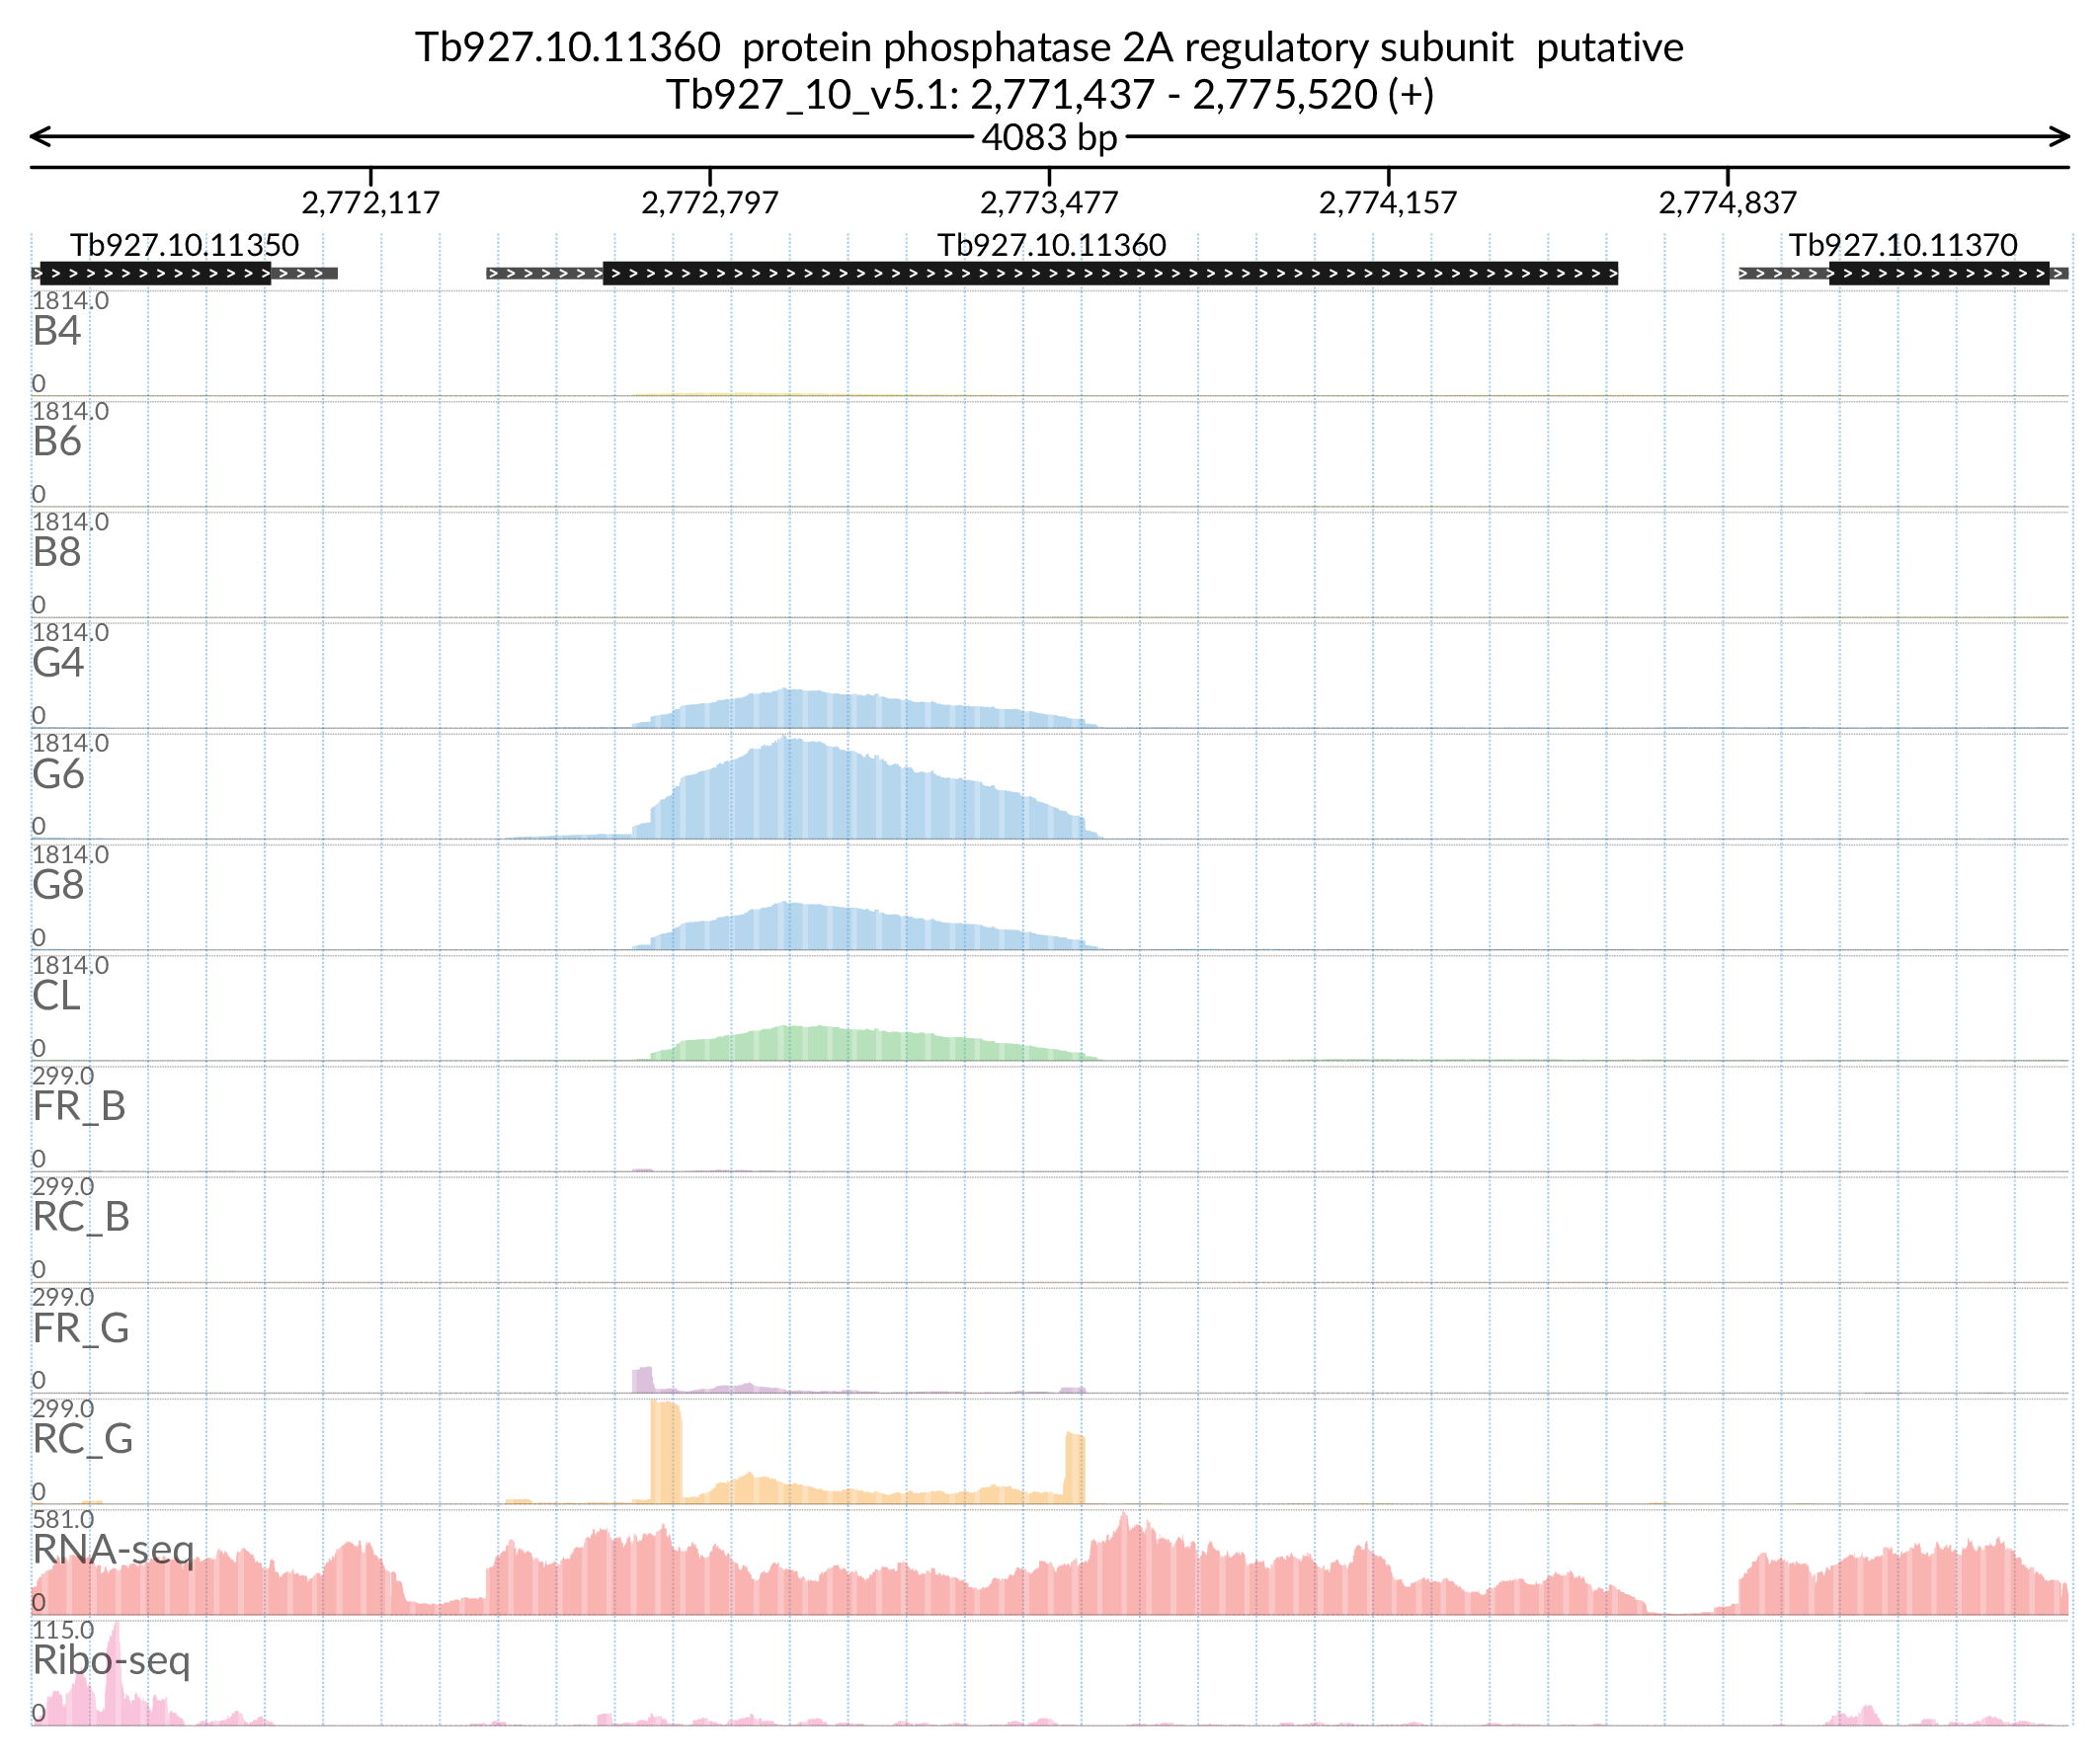 Tb927.10.11360  protein phosphatase 2A regulatory subunit  putative
Tb927_10_v5.1: 2,771,437 - 2,775,520 (+)
4083 bp
2,772,117 2,772,797 2,773,477 2,774,157 2,774,837
Tb927.10.11350 Tb927.10.11360 Tb927.10.11370
1814.0
B4
0
1814.0
B6
0
1814.0
B8
0
1814.0
G4
0
1814.0
G6
0
1814.0
G8
0
1814.0
CL
0
299.0
FR_B
0
299.0
RC_B
0
299.0
FR_G
0
299.0
RC_G
0
581.0
RNA-seq
0
115.0
Ribo-seq
0